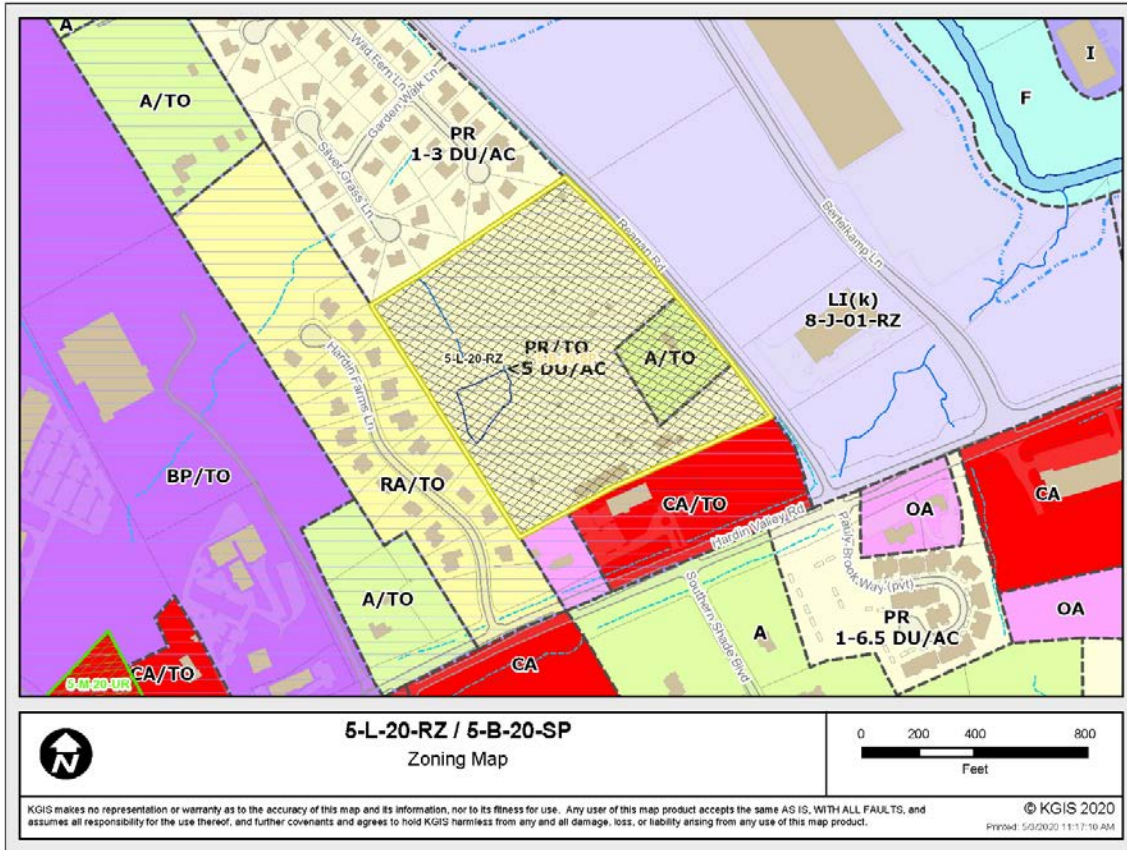 A
A/TO
Wild Fern Ln
Garden Walk Ln
Silver Grass Ln
PR
1-3 DU/AC
I
F
Reagan Rd
Bertelkamp Ln
LI(k)
8-J-01-RZ
5-L-20-RZ
PR/TO
<5 DU/AC
A/TO
Hardin Farms Ln
BP/TO
RA/TO
CA/TO
Hardin Valley Rd
OA
CA
Pauly Brook Way (pvt)
A/TO
Southern Shade Blvd
A
PR
1-6.5 DU/AC
OA
CA/TO
CA
5-M-20-UR
N
5-L-20-RZ / 5-B-20-SP
Zoning Map
0 200 400 800
Feet
KGIS makes no representation or warranty as to the accuracy of this map and its information, nor to its fitness for use. Any user of this map product accepts the same AS IS, WITH ALL FAULTS, and
assumes all responsibility for the use thereof, and further covenants and agrees to hold KGIS harmless from any and all damage, loss, or liability arising from any use of this map product.
© KGIS 2020
Printed: 5/3/2020 11:17:10 AM